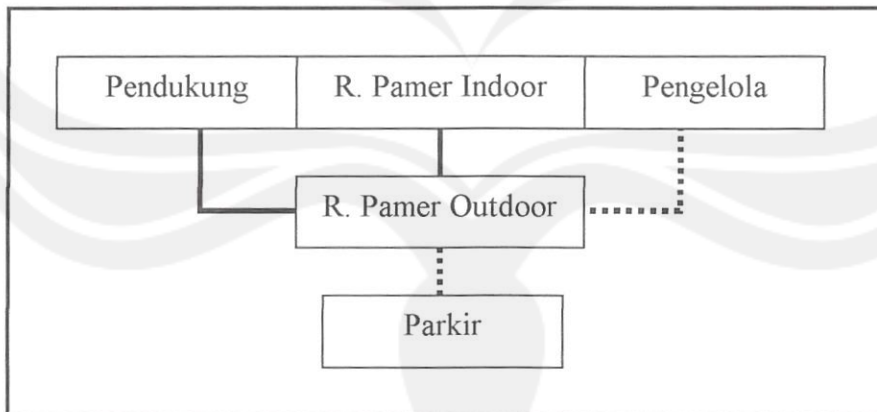 Pendukung
R. Pamer Indoor
Pengelola
R. Pamer Outdoor
Parkir